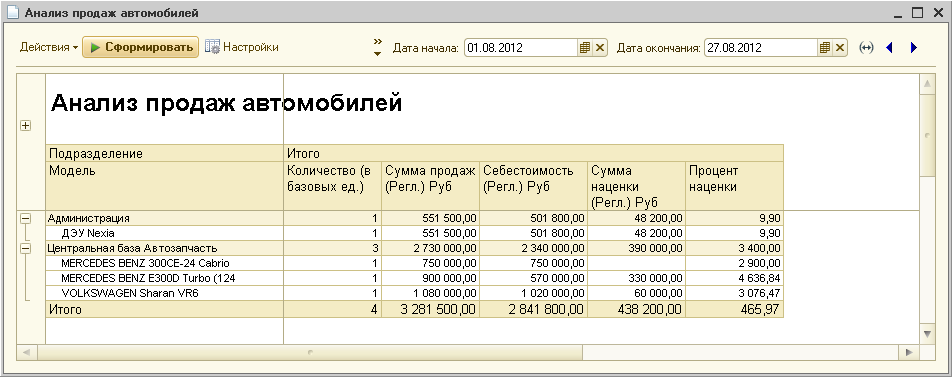 Анализ продаж автомобилей
Действия Сформировать Настройки Дата начала: 01.08.2012 Дата окончания: 27.08.2012
Анализ продаж автомобилей
Подразделение Итого
Модель Количество (в базовых ед.) Сумма продаж (Регл.) Руб Себестоимость (Регл.) Руб Сумма наценки (Регл.) Руб Процент наценки
Администрация 1 551 500,00 501 800,00 48 200,00 9,90
ДЭУ Nexia 1 551 500,00 501 800,00 48 200,00 9,90
Центральная база Автозапчасть 3 2 730 000,00 2 340 000,00 390 000,00 3 400,00
MERCEDES BENZ 300CE-24 Cabrio 1 750 000,00 750 000,00 2 900,00
MERCEDES BENZ E300D Turbo (124 1 900 000,00 570 000,00 330 000,00 4 636,84
VOLKSWAGEN Sharan VR6 1 1 080 000,00 1 020 000,00 60 000,00 3 076,47
Итого 4 3 281 500,00 2 841 800,00 438 200,00 465,97